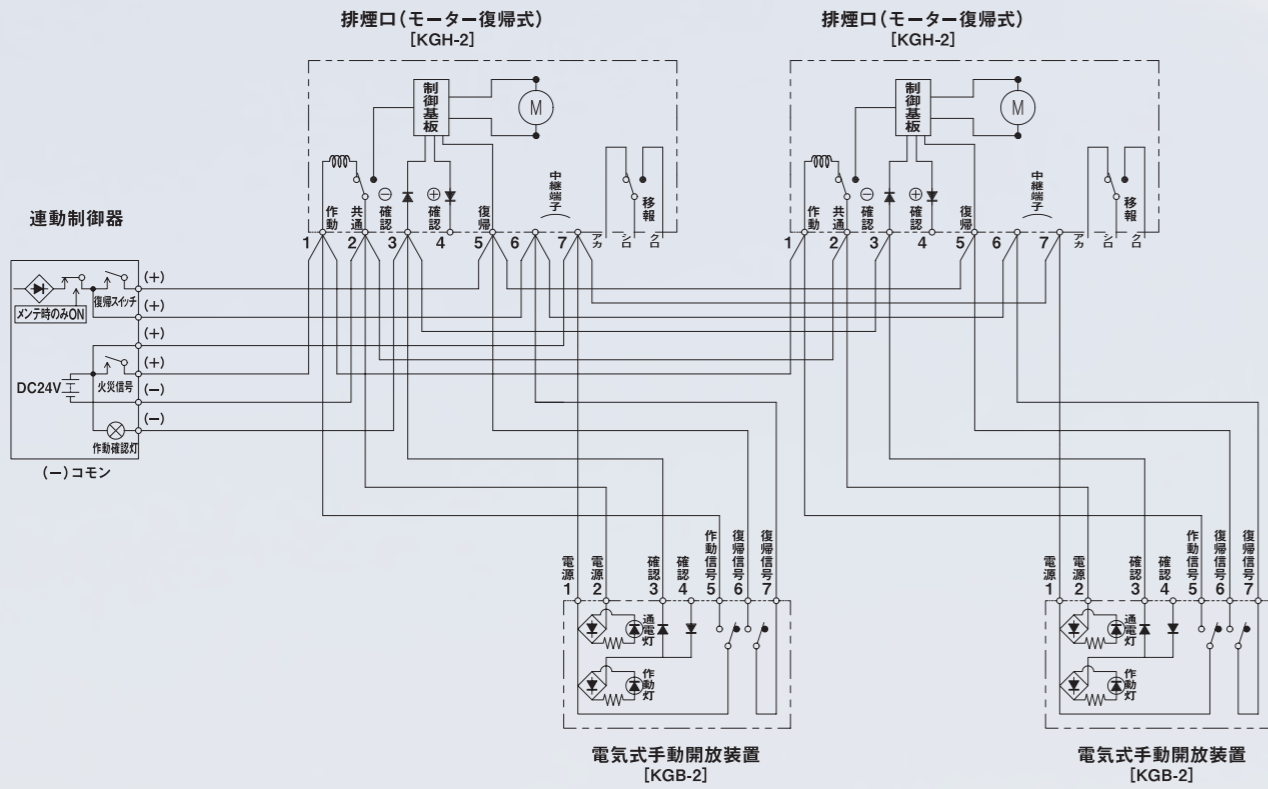 排煙口(モーター復帰式)
[KGH-2]
制御基板
M
作動
共通
⊖確認
⊕確認
復帰
中継端子
移報
1 2 3 4 5 6 7 アカ シロ クロ
排煙口(モーター復帰式)
[KGH-2]
制御基板
M
作動
共通
⊖確認
⊕確認
復帰
中継端子
移報
1 2 3 4 5 6 7 アカ シロ クロ
連動制御器
復帰スイッチ
メンテ時のみON
火災信号
DC24V
作動確認灯
(+)
(+)
(+)
(+)
(−)
(−)
(−)コモン
電源 電源 確認 確認 作動信号 復帰信号 復帰信号
1 2 3 4 5 6 7
通電灯
作動灯
電気式手動開放装置
[KGB-2]
電源 電源 確認 確認 作動信号 復帰信号 復帰信号
1 2 3 4 5 6 7
通電灯
作動灯
電気式手動開放装置
[KGB-2]